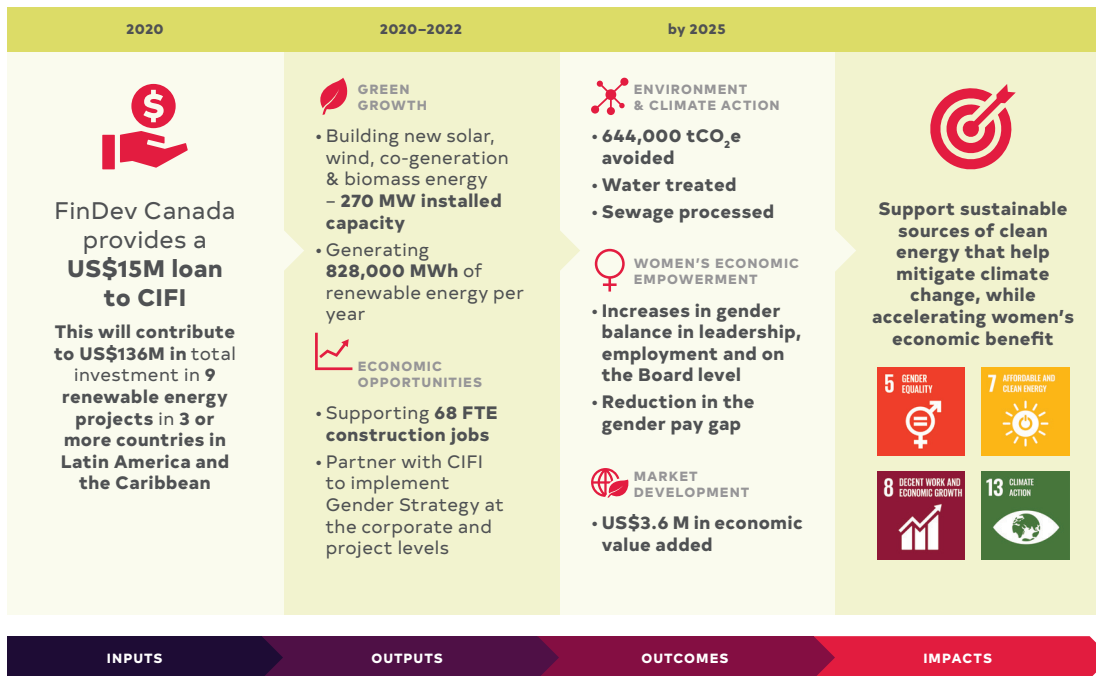 2020
2020–2022
by 2025
$
FinDev Canada
provides a
US$15M loan
to CIFI
This will contribute
to US$136M in total
investment in 9
renewable energy
projects in 3 or
more countries in
Latin America and
the Caribbean
GREEN
GROWTH
• Building new solar,
wind, co-generation
& biomass energy
– 270 MW installed
capacity
• Generating
828,000 MWh of
renewable energy per
year
ECONOMIC
OPPORTUNITIES
• Supporting 68 FTE
construction jobs
• Partner with CIFI
to implement
Gender Strategy at
the corporate and
project levels
ENVIRONMENT
& CLIMATE ACTION
• 644,000 tCO₂e
avoided
• Water treated
• Sewage processed
WOMEN'S ECONOMIC
EMPOWERMENT
• Increases in gender
balance in leadership,
employment and on
the Board level
• Reduction in the
gender pay gap
MARKET
DEVELOPMENT
• US$3.6 M in economic
value added
Support sustainable
sources of clean
energy that help
mitigate climate
change, while
accelerating women's
economic benefit
5 GENDER
EQUALITY
7 AFFORDABLE AND
CLEAN ENERGY
8 DECENT WORK AND
ECONOMIC GROWTH
13 CLIMATE
ACTION
INPUTS
OUTPUTS
OUTCOMES
IMPACTS